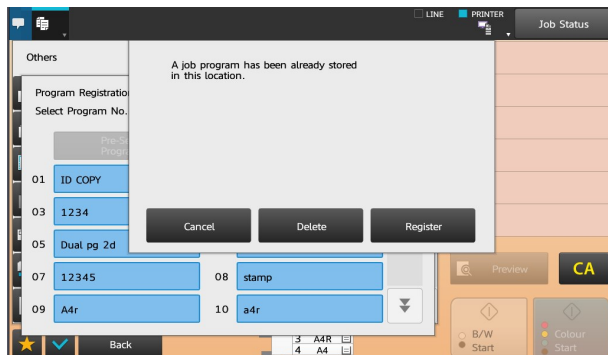 LINE
PRINTER
Job Status
Others
A job program has been already stored
in this location.
Program Registration
Select Program No.
01 ID COPY
03 1234
Cancel
Delete
Register
05 Dual pg 2d
07 12345
08 stamp
Preview
CA
09 A4r
10 a4r
B/W
Start
Colour
Start
Back
3 A4R
4 A4